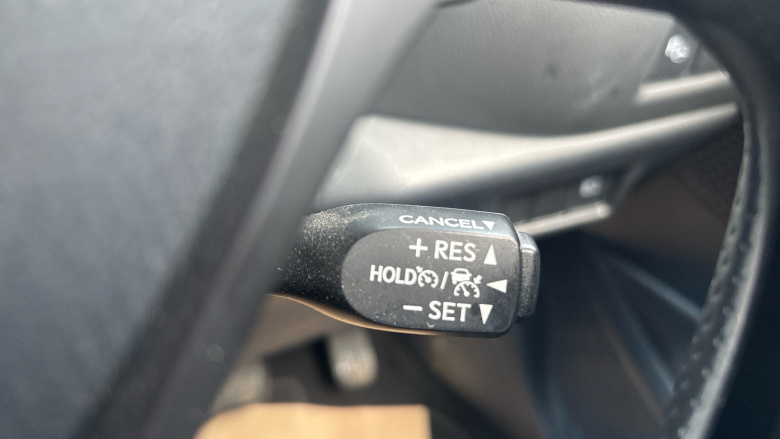 CANCEL▼
+ RES ▲
HOLD / ◀
− SET ▼